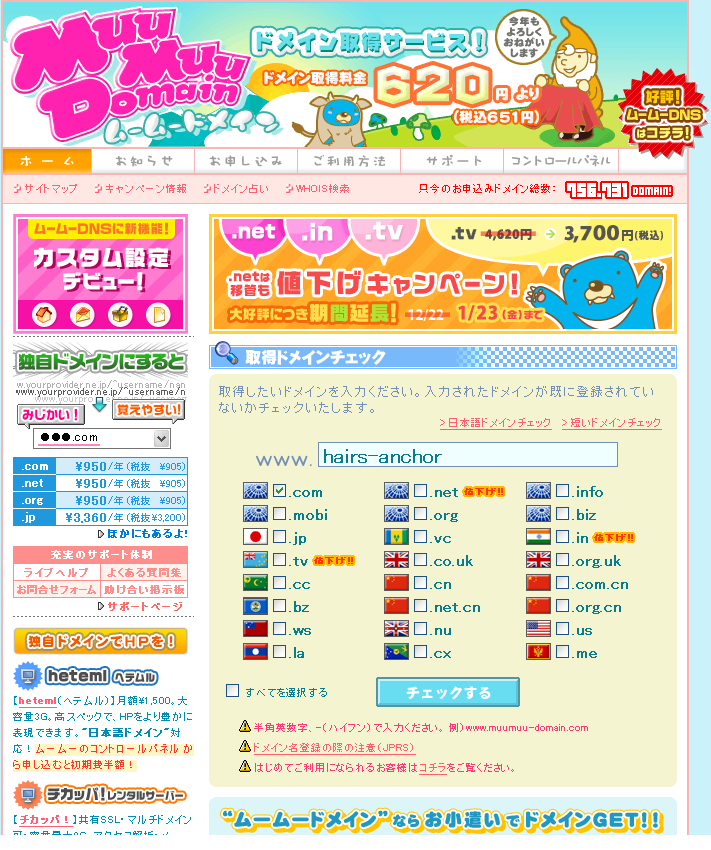 MUU MUU DOMAIN
ムームードメイン
ドメイン取得サービス!
ドメイン取得料金 620円より
(税込651円)
今年も
よろしく
おねがい
します
好評!
ムームーDNS
はコチラ!
ホーム お知らせ お申し込み ご利用方法 サポート コントロールパネル
サイトマップ キャンペーン情報 ドメイン占い WHOIS検索 只今のお申込みドメイン総数: 956,931 DOMAIN!
ムームーDNSに新機能!
カスタム設定
デビュー!
独自ドメインにすると
www.yourprovider.ne.jp/~username/n
みじかい! 覚えやすい!
●●●.com
.com ¥950/年(税抜 ¥905)
.net ¥950/年(税抜 ¥905)
.org ¥950/年(税抜 ¥905)
.jp ¥3,360/年(税抜¥3,200)
ほかにもあるよ!
充実のサポート体制
ライブヘルプ よくある質問集
お問合せフォーム 助け合い掲示板
サポートページ
独自ドメインでHPを!
heteml ヘテムル
【heteml(ヘテムル)】月額¥1,500。大
容量3G。高スペックで、HPをより豊かに
表現できます。"日本語ドメイン"対
応!ムームーのコントロールパネルか
ら申し込むと初期費半額!
チカッパ!レンタルサーバー
【チカッパ!】共有SSL・マルチドメイン
.net .in .tv
.tv 4,620円 → 3,700円(税込)
.netは
移管も 値下げキャンペーン!
大好評につき期間延長! 12/22 1/23(金)まで
取得ドメインチェック
取得したいドメインを入力ください。入力されたドメインが既に登録されてい
ないかチェックいたします。
>日本語ドメインチェック >短いドメインチェック
www. hairs-anchor
.com .net 値下げ!! .info
.mobi .org .biz
.jp .vc .in 値下げ!!
.tv 値下げ!! .co.uk .org.uk
.cc .cn .com.cn
.bz .net.cn .org.cn
.ws .nu .us
.la .cx .me
すべてを選択する チェックする
半角英数字、-(ハイフン)で入力ください。例)www.muumuu-domain.com
ドメイン名登録の際の注意(JPRS)
はじめてご利用になられるお客様はコチラをご覧ください。
"ムームードメイン"ならお小遣いでドメインGET!!